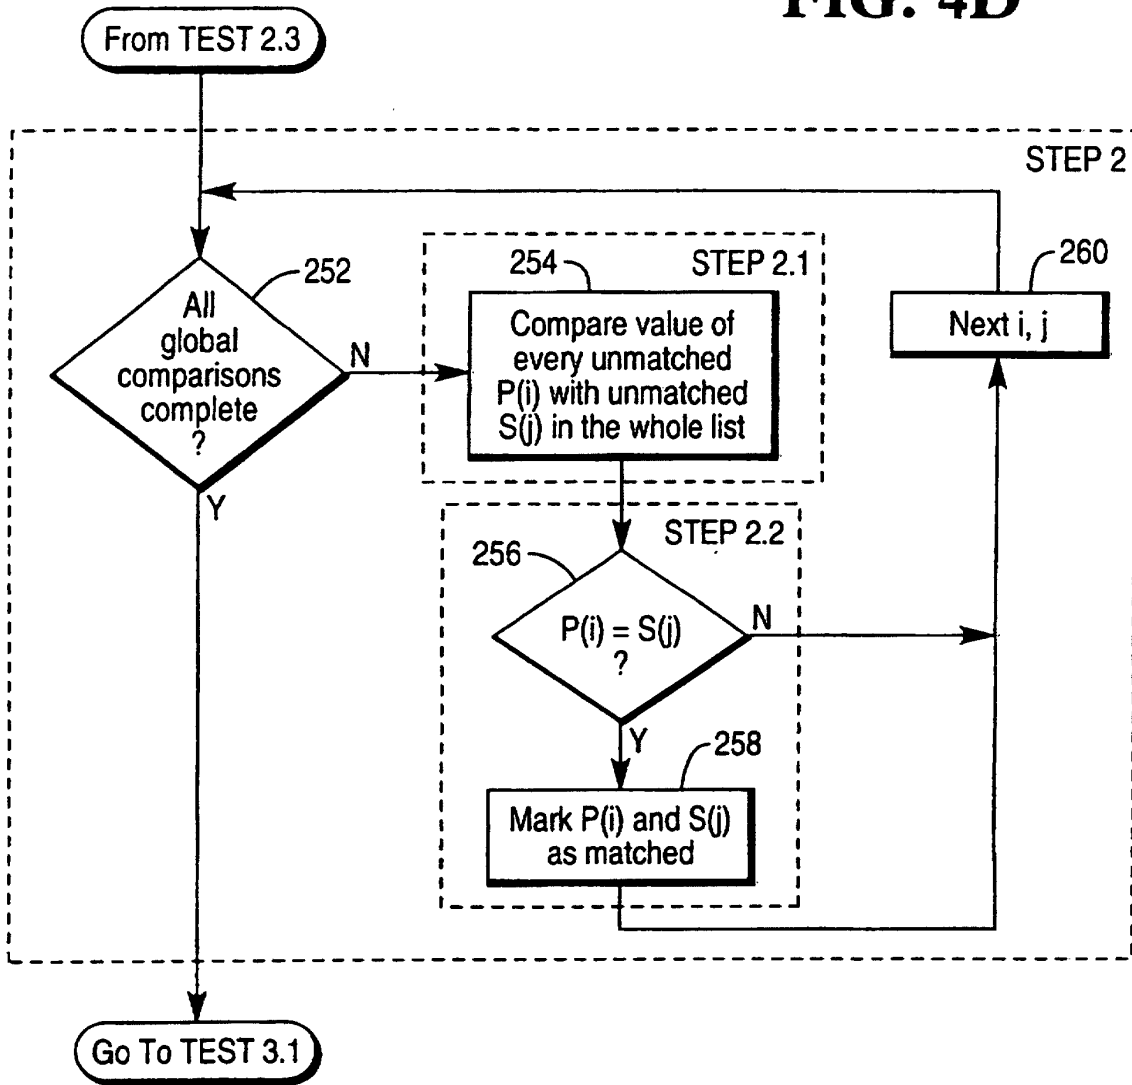 FIG. 4D
From TEST 2.3
STEP 2
252
All
global
comparisons
complete
?
N
Y
254
STEP 2.1
Compare value of
every unmatched
P(i) with unmatched
S(j) in the whole list
260
Next i, j
STEP 2.2
256
P(i) = S(j)
?
N
Y
258
Mark P(i) and S(j)
as matched
Go To TEST 3.1